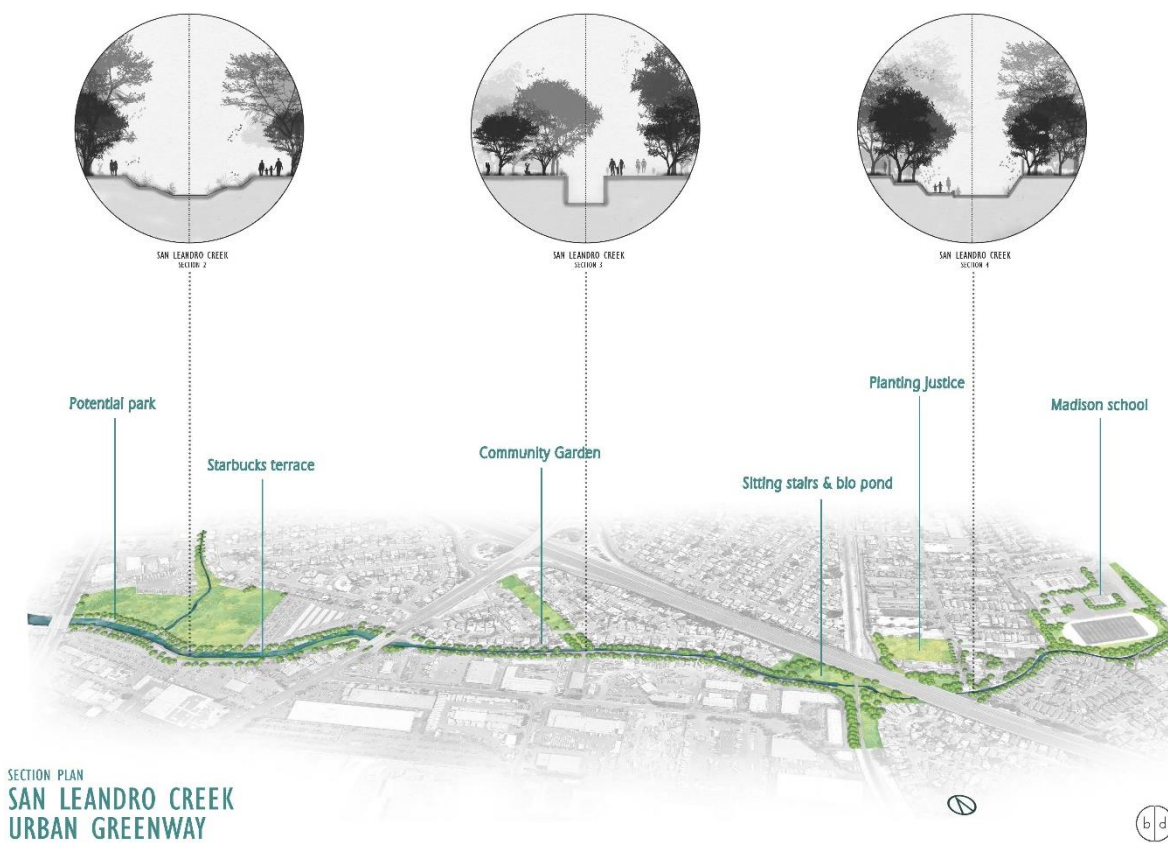 SAN LEANDRO CREEK
SECTION 2
SAN LEANDRO CREEK
SECTION 3
SAN LEANDRO CREEK
SECTION 4
Planting Justice
Potential park
Madison school
Community Garden
Starbucks terrace
Sitting stairs & bio pond
SECTION PLAN
SAN LEANDRO CREEK
URBAN GREENWAY
b d